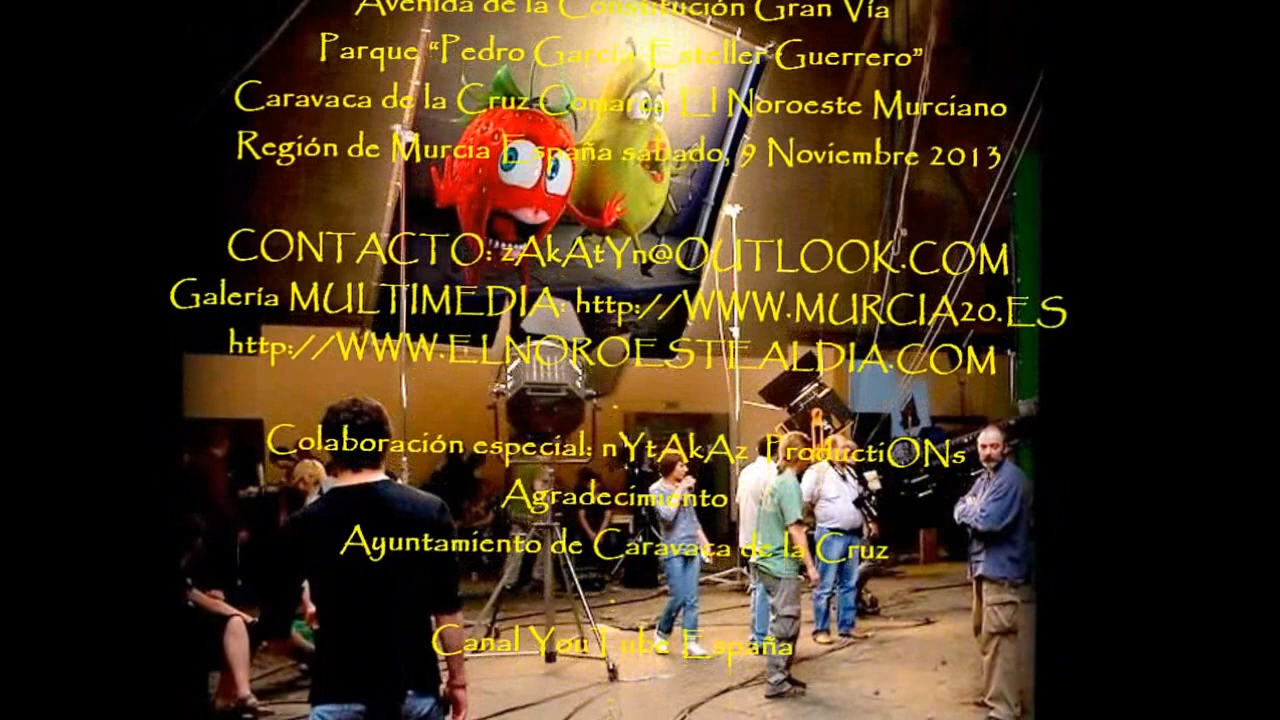 Avenida de la Constitución Gran Vía
Parque “Pedro García-Esteller Guerrero”
Caravaca de la Cruz Comarca El Noroeste Murciano
Región de Murcia España sábado, 9 Noviembre 2013
CONTACTO: zAkAtYn@OUTLOOK.COM
Galería MULTIMEDIA: http://WWW.MURCIA20.ES
http://WWW.ELNOROESTEALDIA.COM
.
Colaboración especial: nYtAkAz ProductiONs
Agradecimiento
Ayuntamiento de Caravaca de la Cruz
.
Canal YouTube España